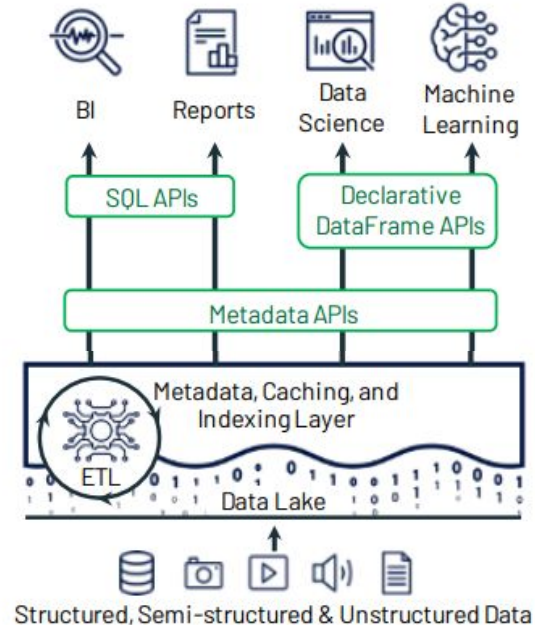 BI
Reports
Data
Science
Machine
Learning
SQL APIs
Declarative
DataFrame APIs
Metadata APIs
Metadata, Caching, and
Indexing Layer
ETL
Data Lake
Structured, Semi-structured & Unstructured Data